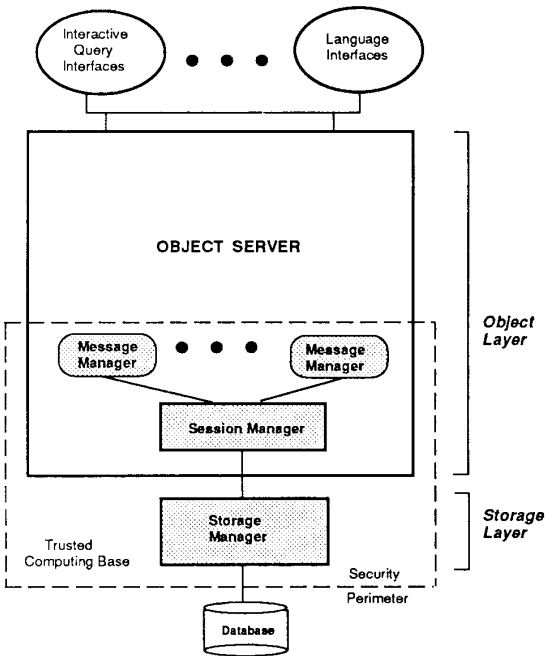 Interactive
Query
Interfaces
Language
Interfaces
OBJECT SERVER
Object
Layer
Message
Manager
Message
Manager
Session Manager
Storage
Manager
Storage
Layer
Trusted
Computing Base
Security
Perimeter
Database